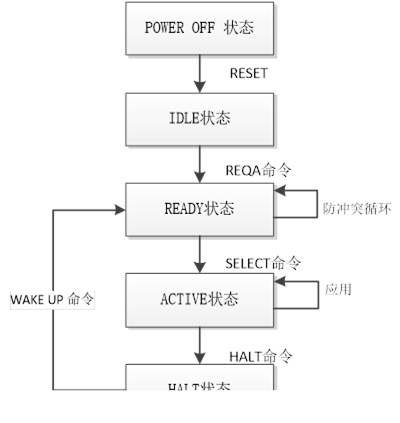 POWER OFF 状态
RESET
IDLE状态
REQA命令
READY状态
防冲突循环
SELECT命令
ACTIVE状态
应用
WAKE UP 命令
HALT命令
HALT状态